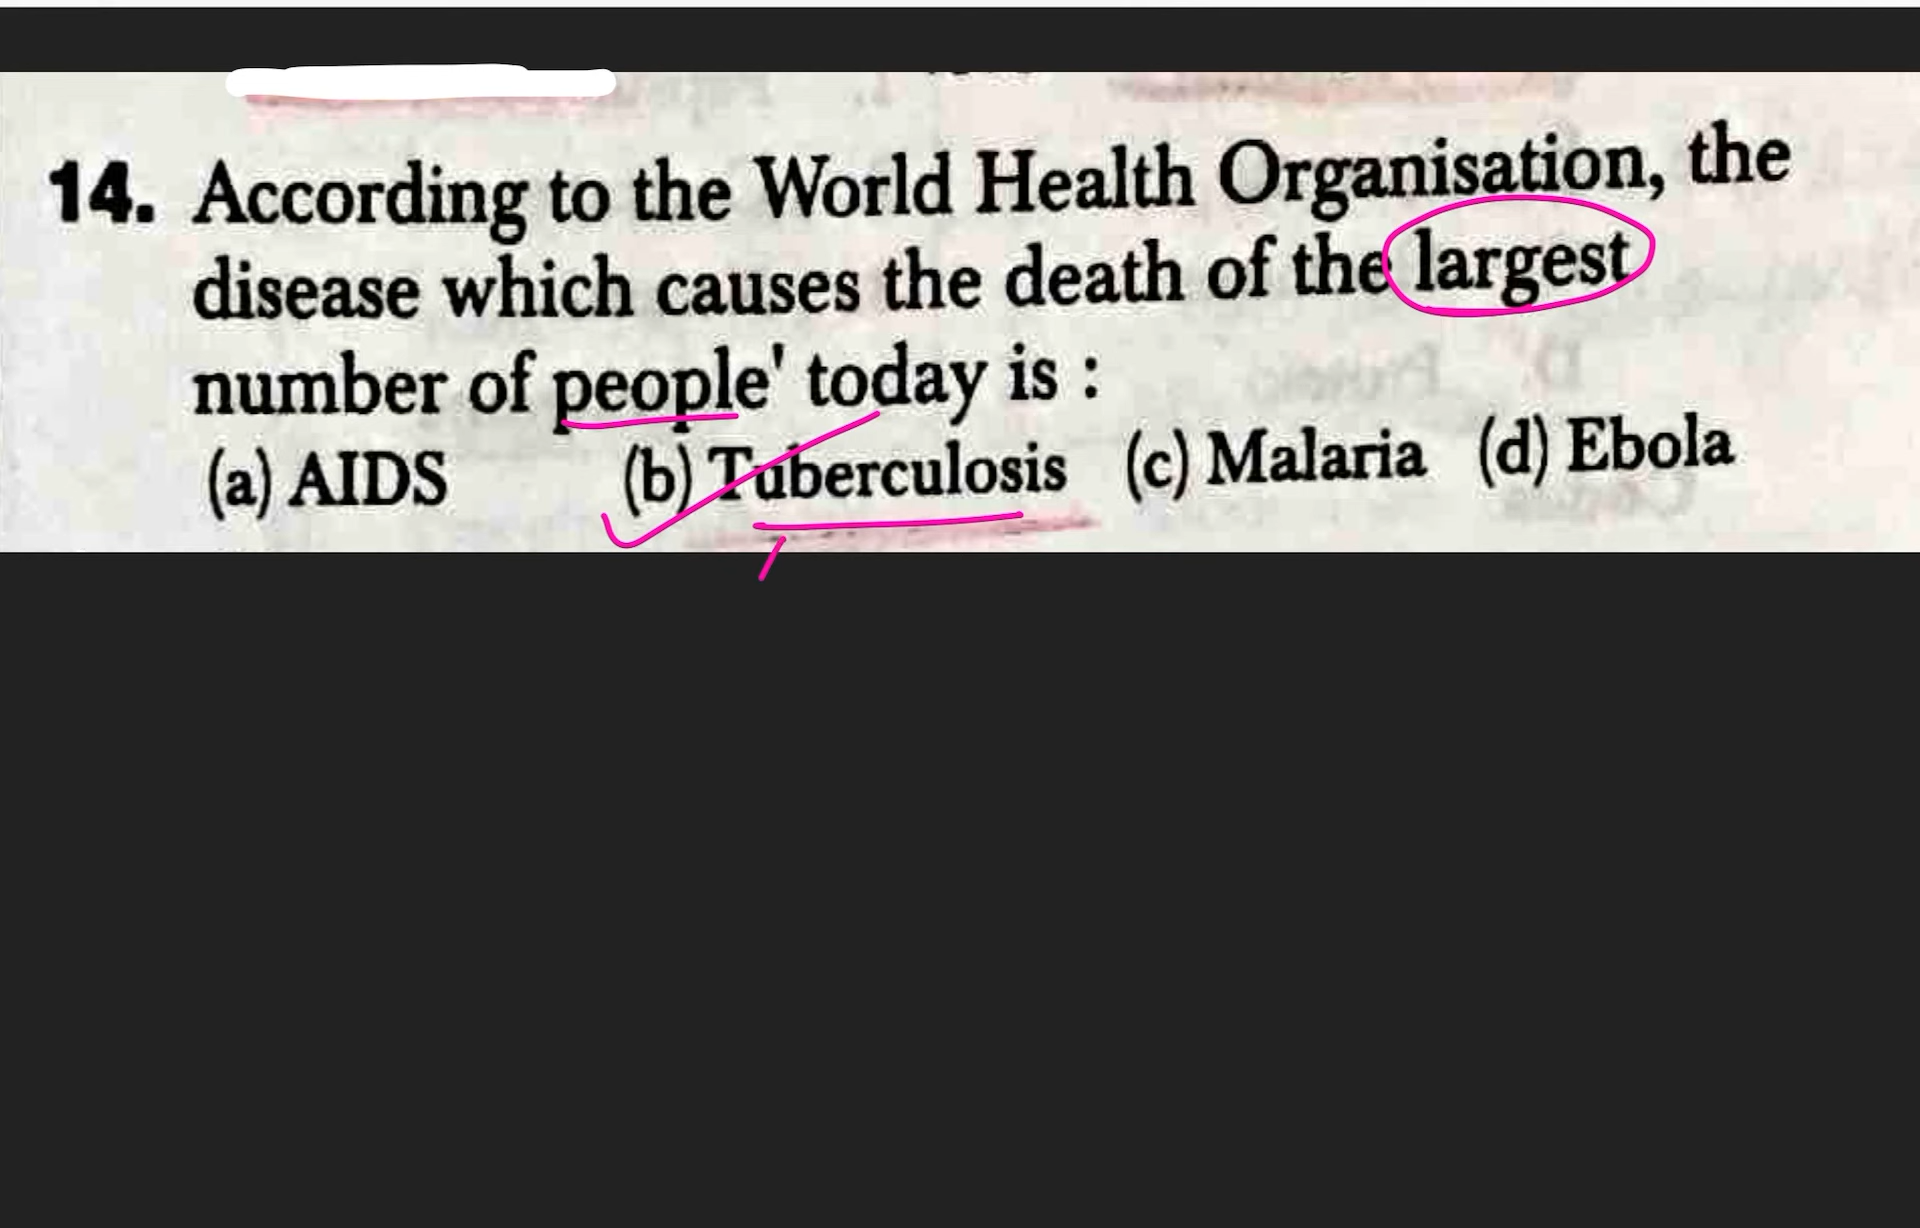 14. According to the World Health Organisation, the
disease which causes the death of the largest
number of people' today is :
(a) AIDS (b) Tuberculosis (c) Malaria (d) Ebola